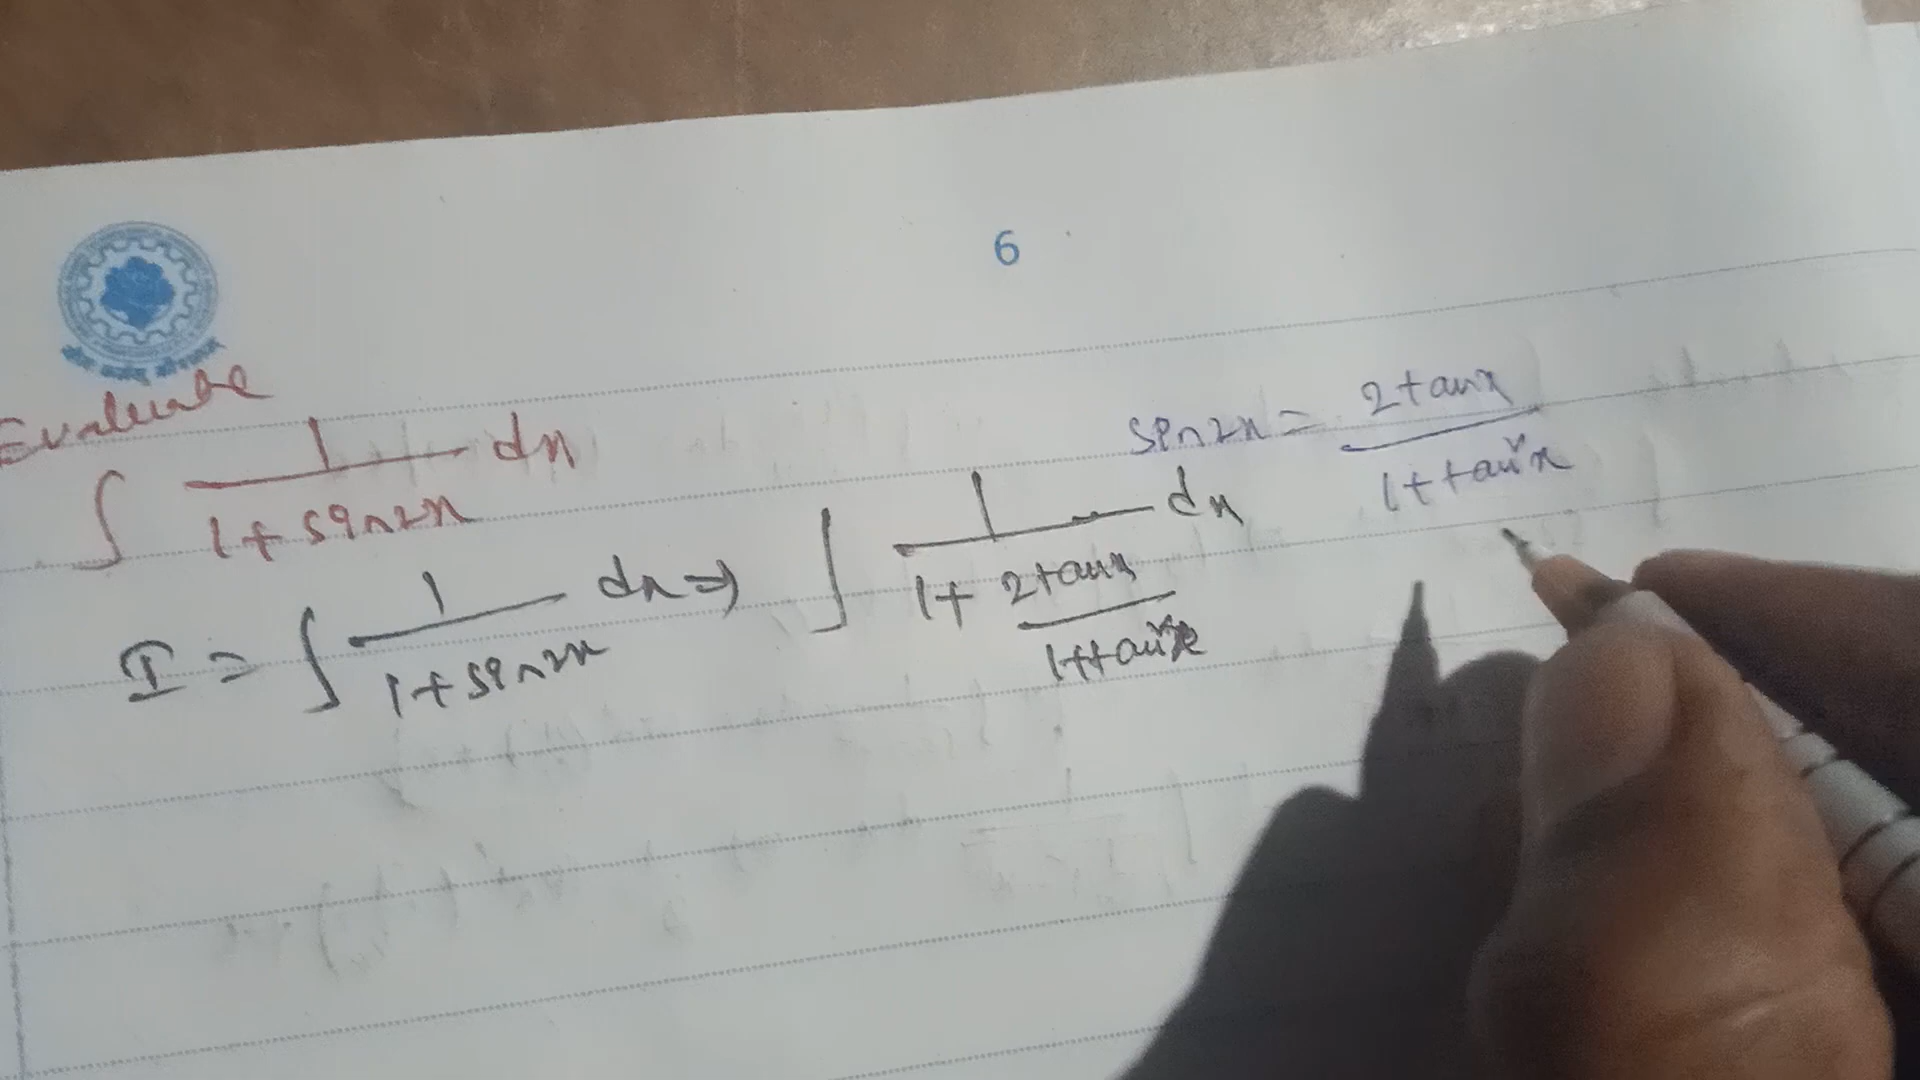 6
Evaluate
∫ 1/(1 + sin2x) dx
sin2x = 2tanx/(1+tan²x)
I = ∫ 1/(1+sin2x) dx ⇒ ∫ 1/(1+ 2tanx/(1+tan²x)) dx